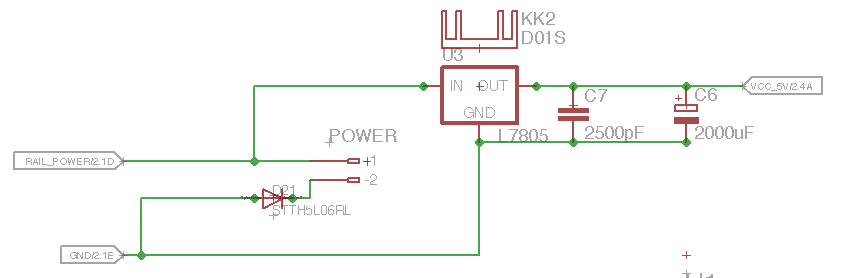 KK2
D01S
U3
IN
OUT
GND
VCC_5V/2.4A
C7
2500pF
C6
2000uF
L7805
POWER
RAIL_POWER/2.1D
+1
-2
D21
STTH5L06RL
GND/2.1E